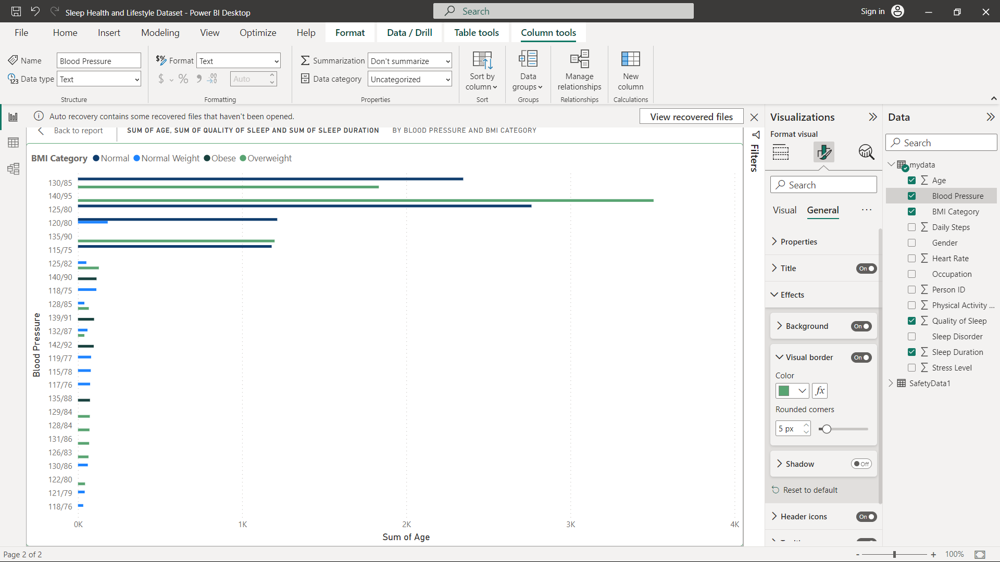 Sleep Health and Lifestyle Dataset - Power BI Desktop
Search
Sign in
File Home Insert Modeling View Optimize Help Format Data / Drill Table tools Column tools
Name Blood Pressure
Data type Text
Structure
Format Text
$ % Auto
Formatting
Summarization Don't summarize
Data category Uncategorized
Properties
Sort by
column
Sort
Data
groups
Groups
Manage
relationships
Relationships
New
column
Calculations
Auto recovery contains some recovered files that haven't been opened.
View recovered files
Back to report
SUM OF AGE, SUM OF QUALITY OF SLEEP AND SUM OF SLEEP DURATION BY BLOOD PRESSURE AND BMI CATEGORY
BMI Category Normal Normal Weight Obese Overweight
Blood Pressure
130/85
140/95
125/80
120/80
135/90
115/75
125/82
140/90
118/75
128/85
139/91
132/87
142/92
119/77
115/78
117/76
135/88
129/84
128/84
131/86
126/83
130/86
122/80
121/79
118/76
0K 1K 2K 3K 4K
Sum of Age
Filters
Visualizations
Format visual
Search
Visual General ...
Properties
Title On
Effects
Background On
Visual border On
Color
fx
Rounded corners
5 px
Shadow Off
Reset to default
Header icons On
Data
Search
mydata
Age
Blood Pressure
BMI Category
Daily Steps
Gender
Heart Rate
Occupation
Person ID
Physical Activity ...
Quality of Sleep
Sleep Disorder
Sleep Duration
Stress Level
SafetyData1
Page 2 of 2
- + 100%